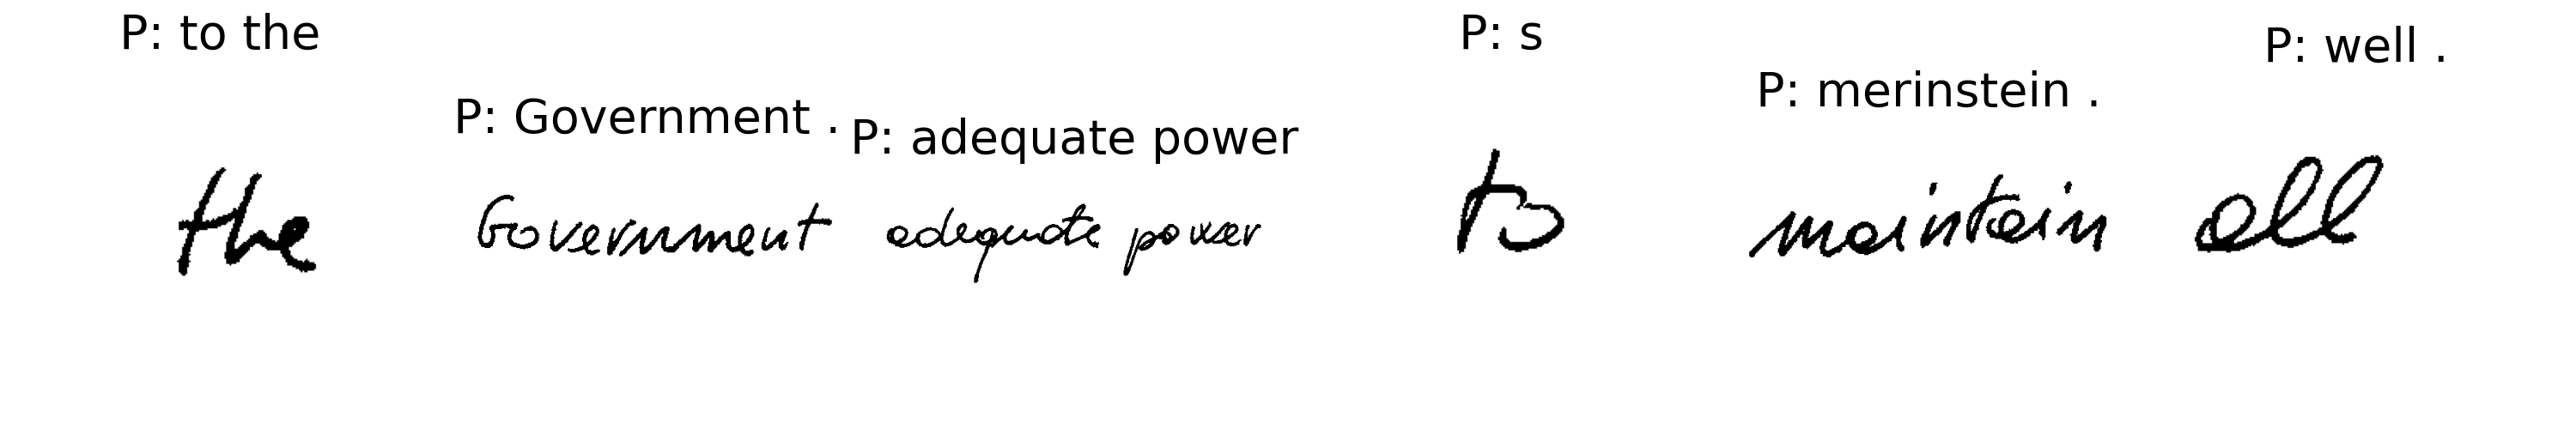 P: to the P: Government . P: adequate power P: s P: merinstein . P: well .
the Government adequate power to maintain all